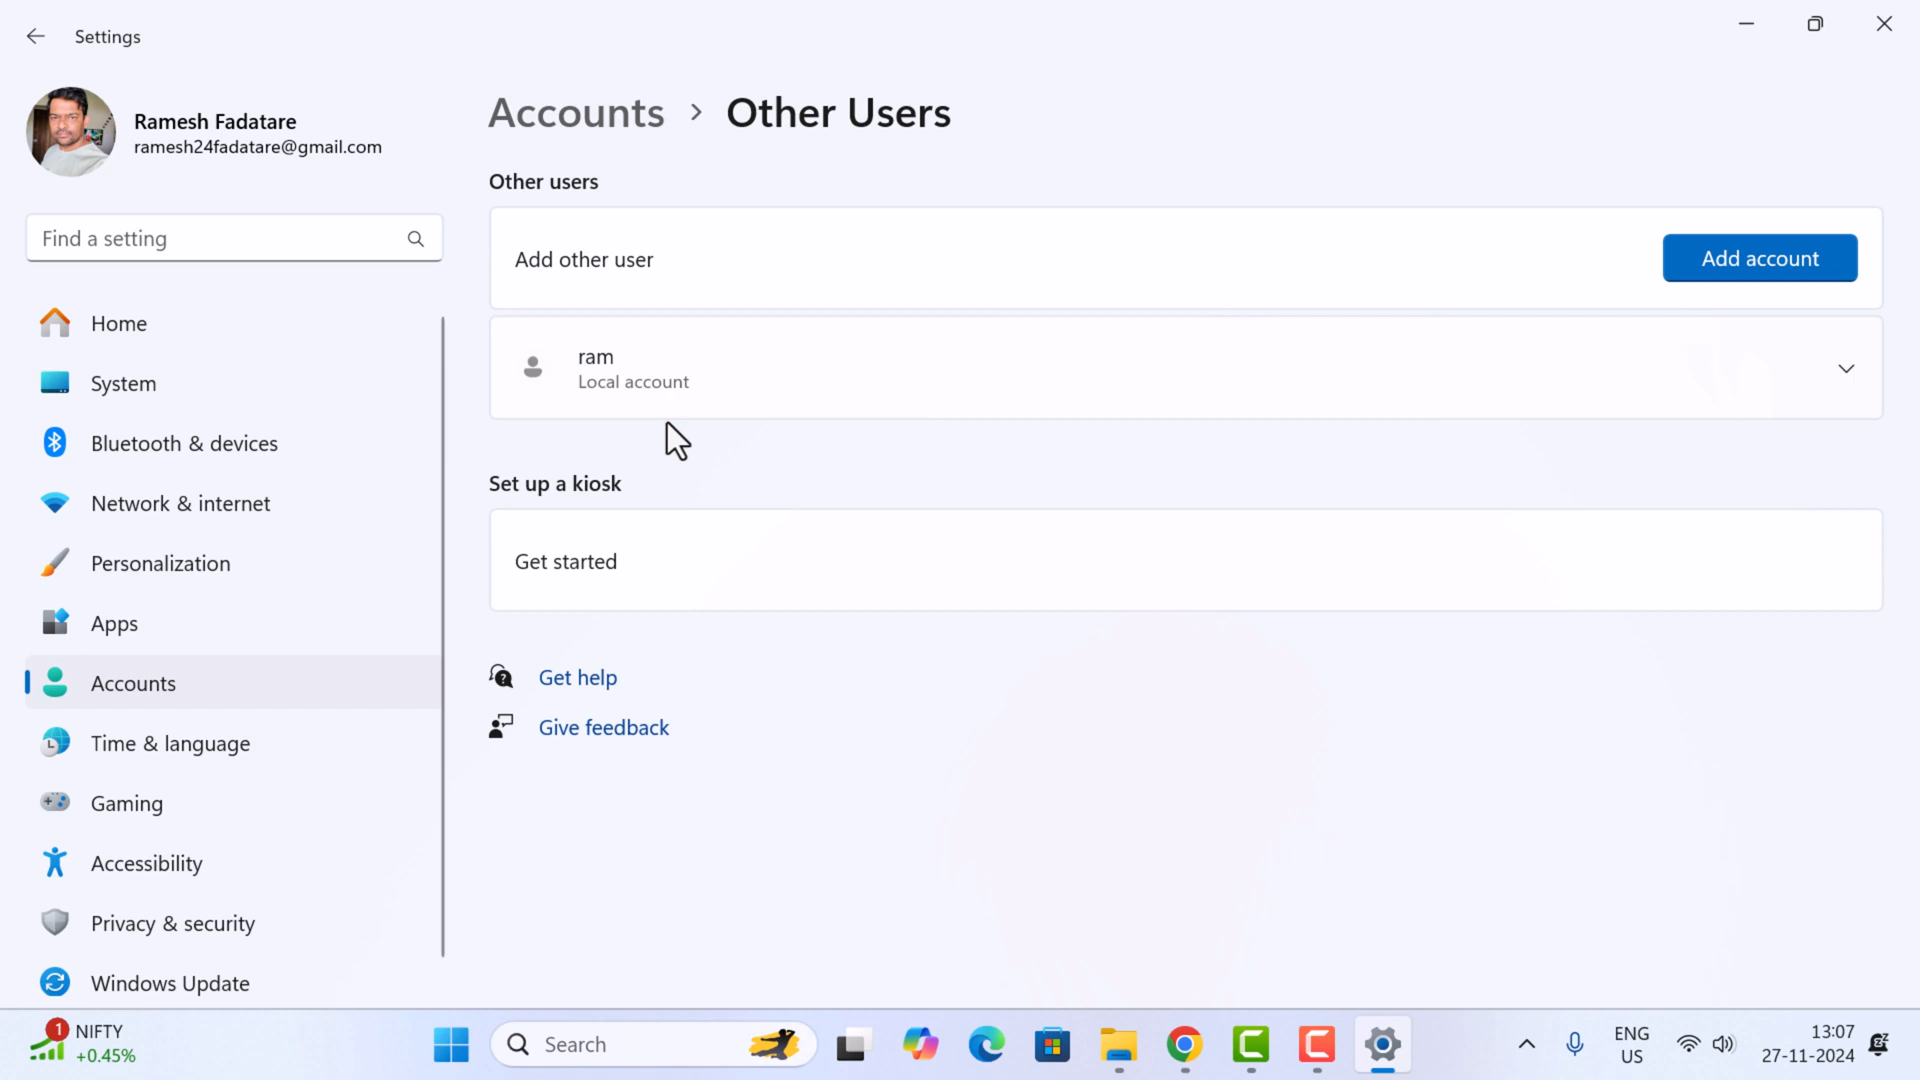 Settings
Ramesh Fadatare
ramesh24fadatare@gmail.com
Find a setting
Home
System
Bluetooth & devices
Network & internet
Personalization
Apps
Accounts
Time & language
Gaming
Accessibility
Privacy & security
Windows Update
Accounts > Other Users
Other users
Add other user
Add account
ram
Local account
Set up a kiosk
Get started
Get help
Give feedback
1
NIFTY
+0.45%
Search
ENG
US
13:07
27-11-2024